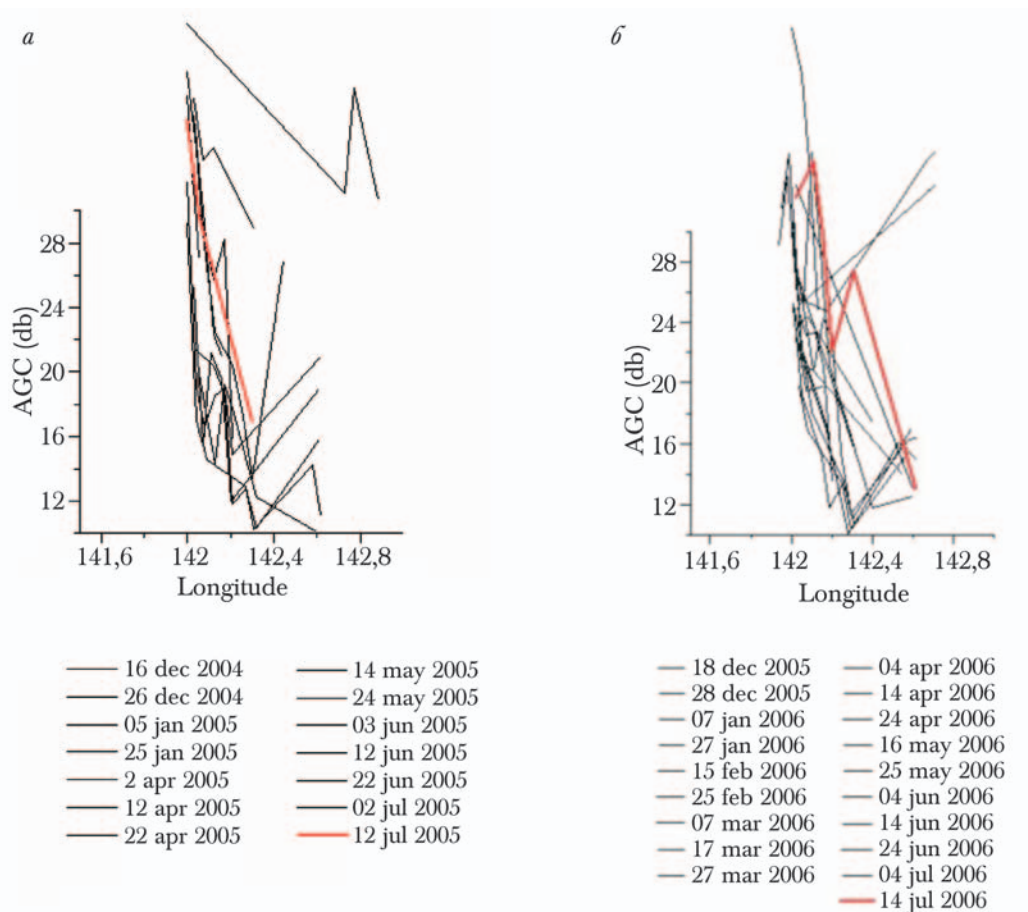 а
28
24
20
16
12
AGC (db)
141,6 142 142,4 142,8
Longitude
16 dec 2004
26 dec 2004
05 jan 2005
25 jan 2005
2 apr 2005
12 apr 2005
22 apr 2005
14 may 2005
24 may 2005
03 jun 2005
12 jun 2005
22 jun 2005
02 jul 2005
12 jul 2005
б
28
24
20
16
12
AGC (db)
141,6 142 142,4 142,8
Longitude
18 dec 2005
28 dec 2005
07 jan 2006
27 jan 2006
15 feb 2006
25 feb 2006
07 mar 2006
17 mar 2006
27 mar 2006
04 apr 2006
14 apr 2006
24 apr 2006
16 may 2006
25 may 2006
04 jun 2006
14 jun 2006
24 jun 2006
04 jul 2006
14 jul 2006